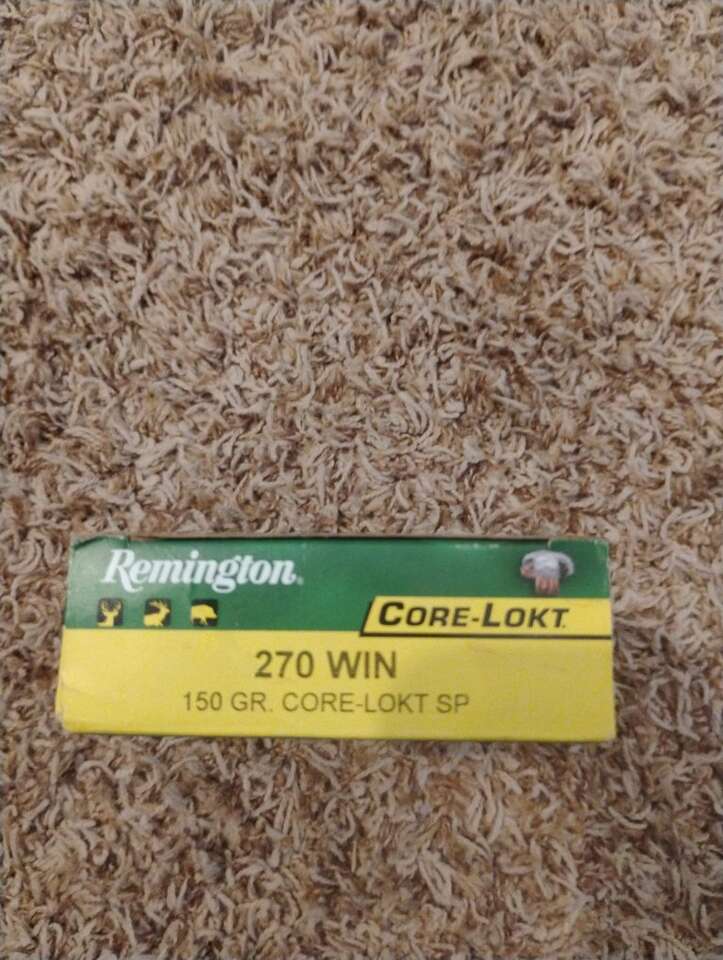 Remington
CORE-LOKT
270 WIN
150 GR. CORE-LOKT SP